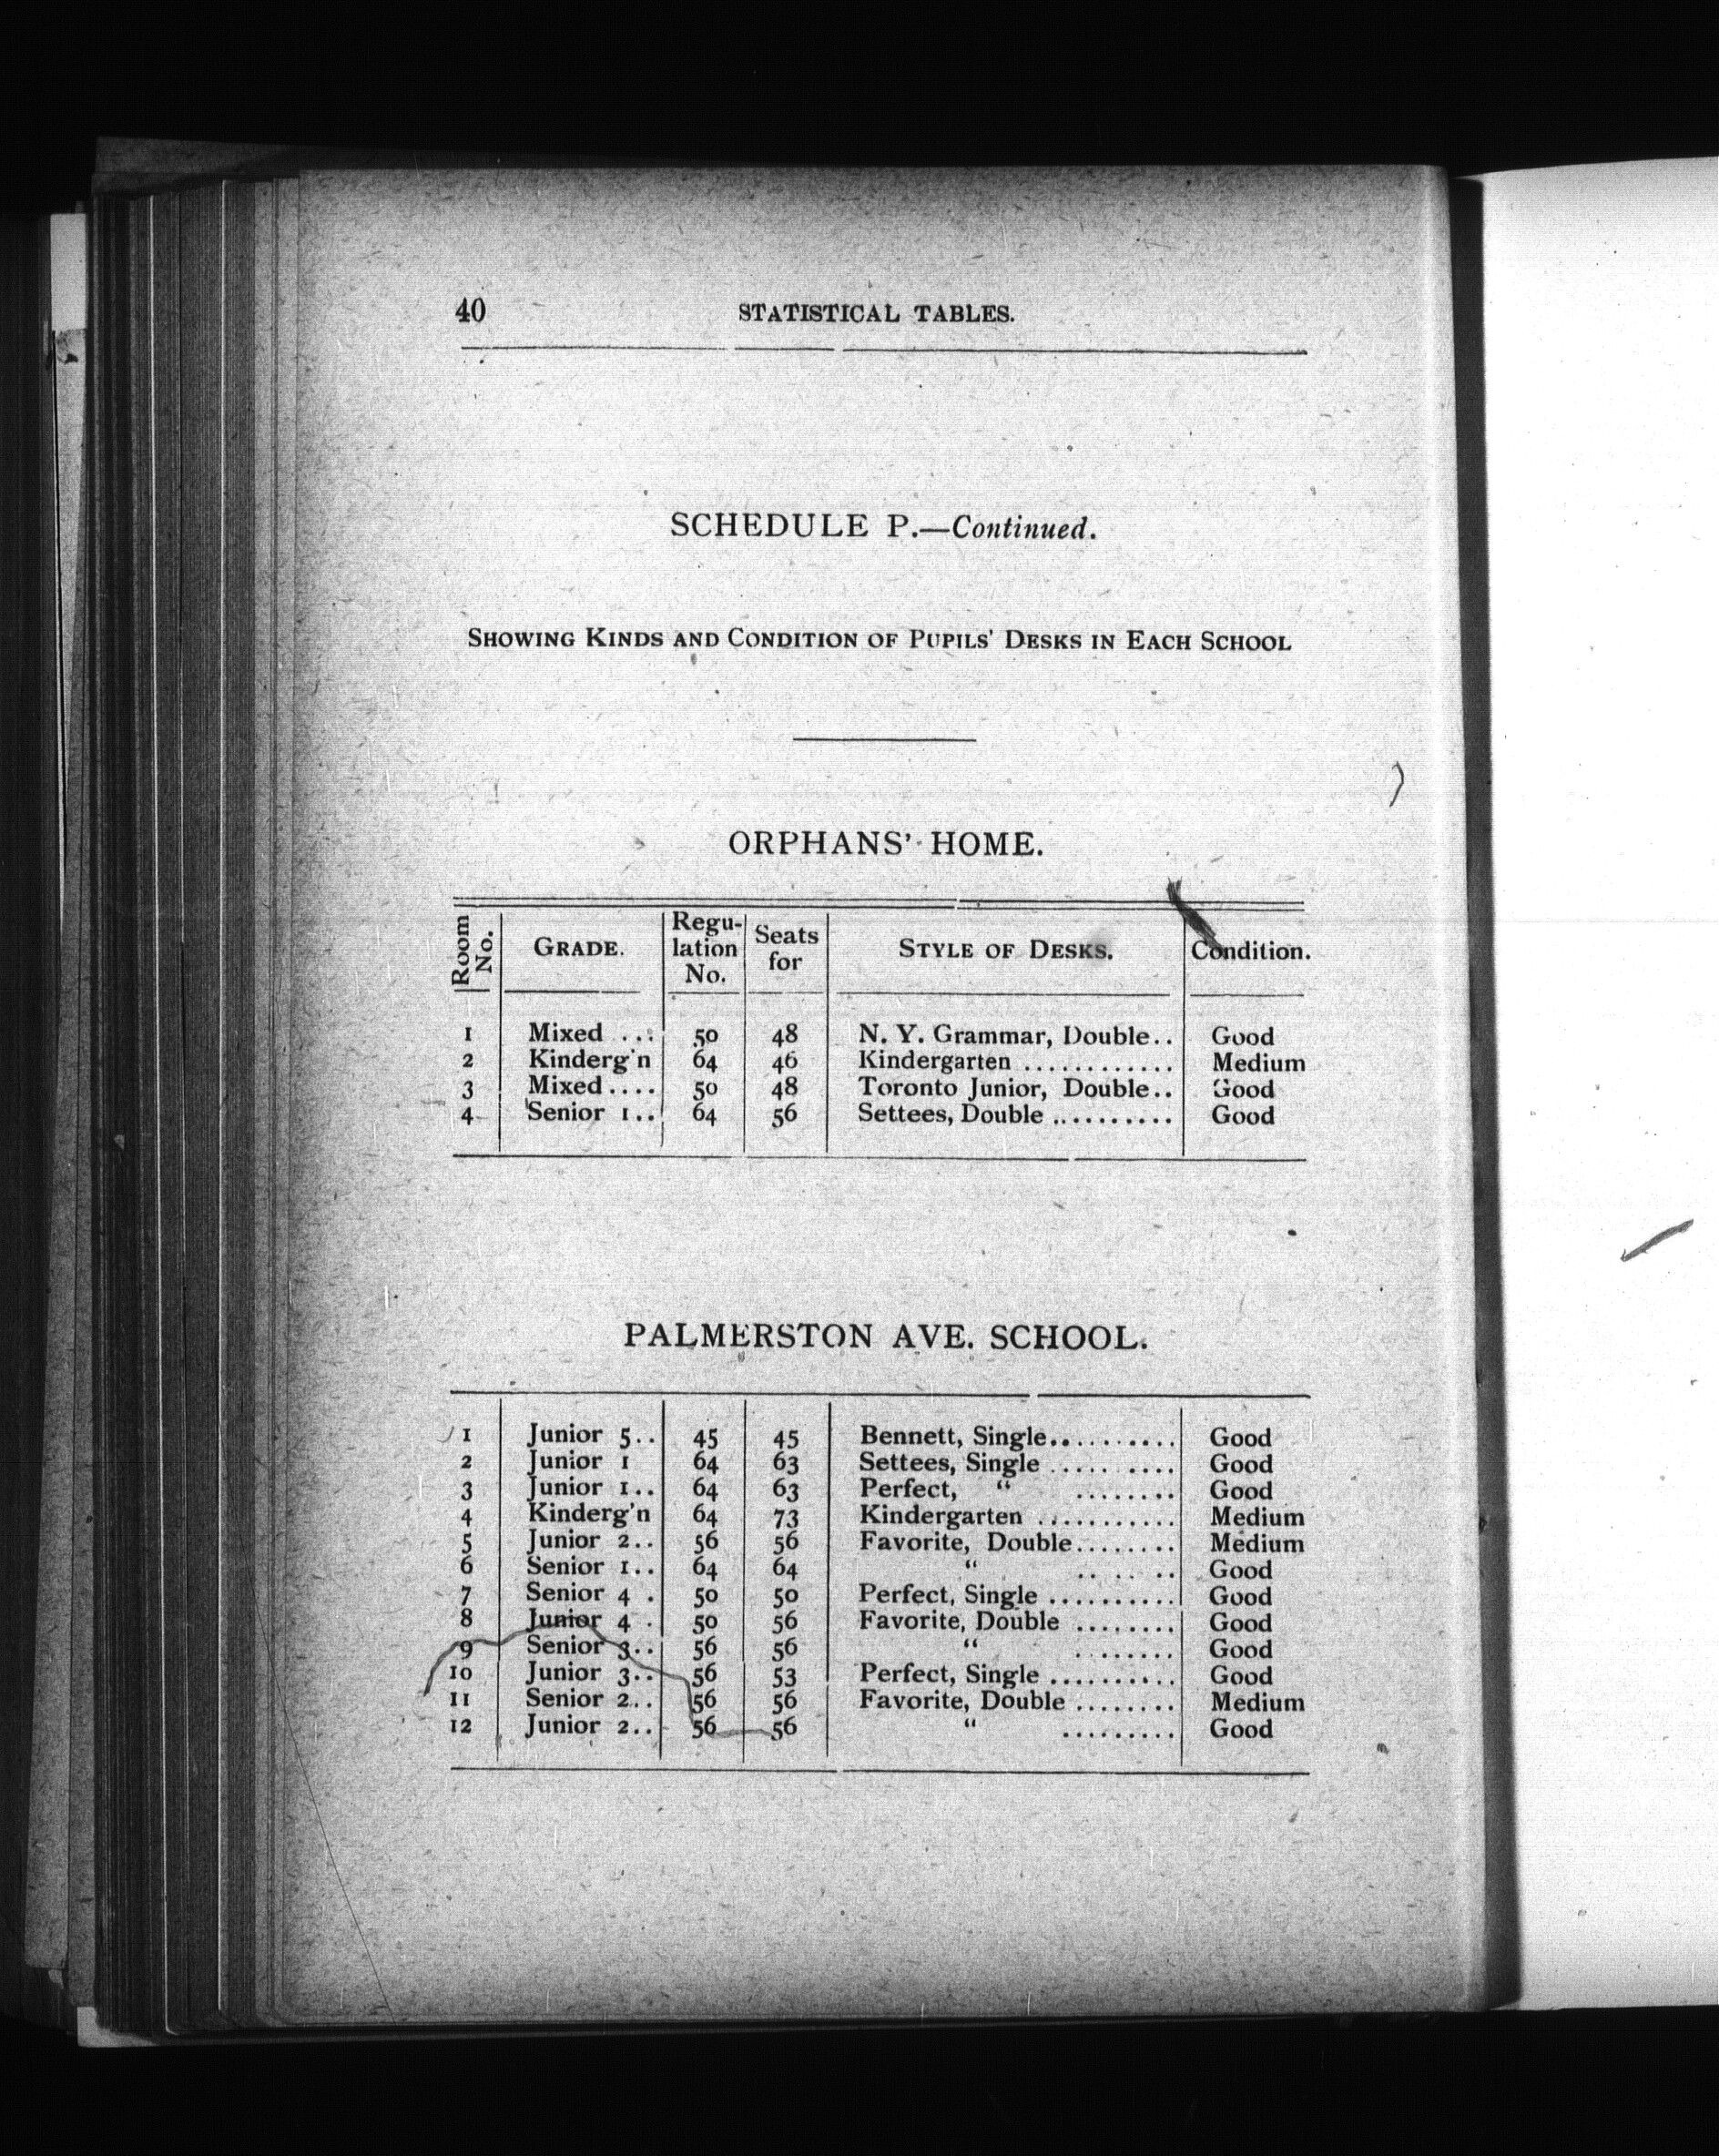 40 STATISTICAL TABLES.
SCHEDULE P.—Continued.
SHOWING KINDS AND CONDITION OF PUPILS' DESKS IN EACH SCHOOL
ORPHANS' HOME.
Room No. GRADE. Regu-lation No. Seats for STYLE OF DESKS. Condition.
1 Mixed ... 50 48 N. Y. Grammar, Double.. Good
2 Kinderg'n 64 46 Kindergarten ............ Medium
3 Mixed.... 50 48 Toronto Junior, Double.. Good
4 Senior 1.. 64 56 Settees, Double .......... Good
PALMERSTON AVE. SCHOOL.
1 Junior 5.. 45 45 Bennett, Single.......... Good
2 Junior 1 64 63 Settees, Single .......... Good
3 Junior 1.. 64 63 Perfect, " ........ Good
4 Kinderg'n 64 73 Kindergarten ........... Medium
5 Junior 2.. 56 56 Favorite, Double........ Medium
6 Senior 1.. 64 64 " ....... Good
7 Senior 4 . 50 50 Perfect, Single .......... Good
8 Junior 4 . 50 56 Favorite, Double ........ Good
9 Senior 3.. 56 56 " ........ Good
10 Junior 3.. 56 53 Perfect, Single .......... Good
11 Senior 2.. 56 56 Favorite, Double ........ Medium
12 Junior 2.. 56 56 " ......... Good